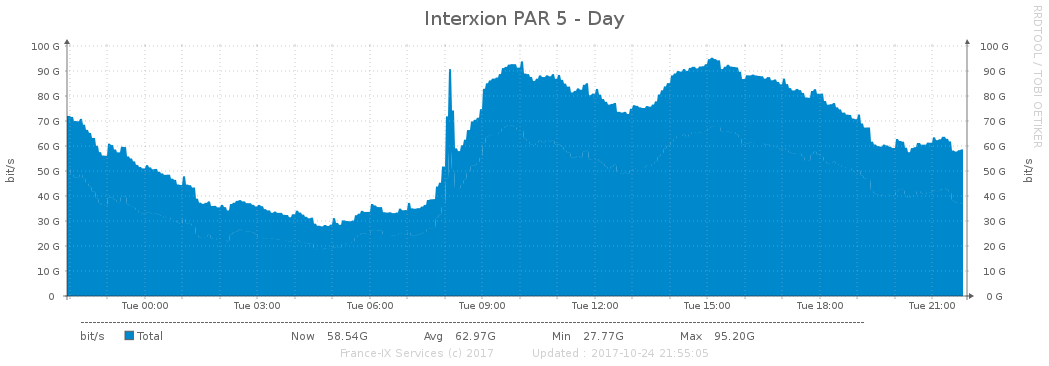 Interxion PAR 5 - Day
RRDTOOL / TOBI OETIKER
bit/s
100 G
90 G
80 G
70 G
60 G
50 G
40 G
30 G
20 G
10 G
0
100 G
90 G
80 G
70 G
60 G
50 G
40 G
30 G
20 G
10 G
0 G
bit/s
Tue 00:00 Tue 03:00 Tue 06:00 Tue 09:00 Tue 12:00 Tue 15:00 Tue 18:00 Tue 21:00
bit/s Total Now 58.54G Avg 62.97G Min 27.77G Max 95.20G
France-IX Services (c) 2017 Updated : 2017-10-24 21:55:05